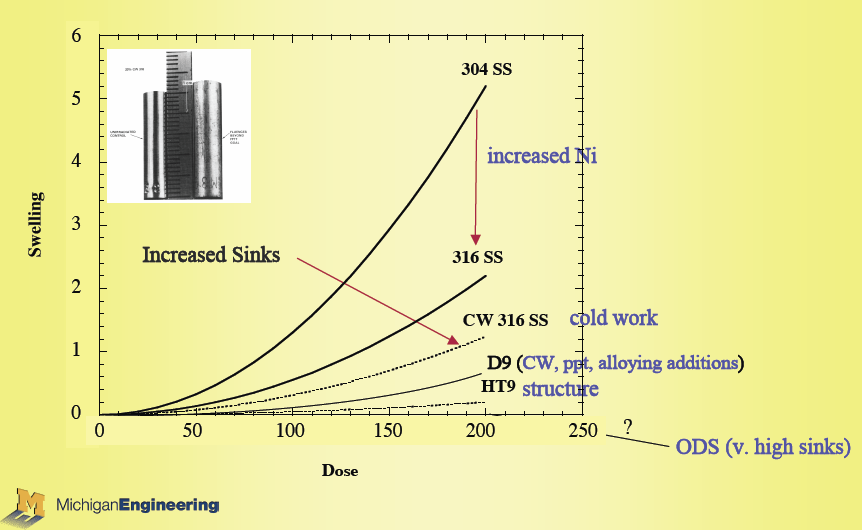 6
5
4
3
2
1
0
Swelling
0
50
100
150
200
250
Dose
304 SS
increased Ni
Increased Sinks
316 SS
CW 316 SS cold work
D9 (CW, ppt, alloying additions)
HT9 structure
?
ODS (v. high sinks)
UNIRRADIATED
CONTROL
M
MichiganEngineering